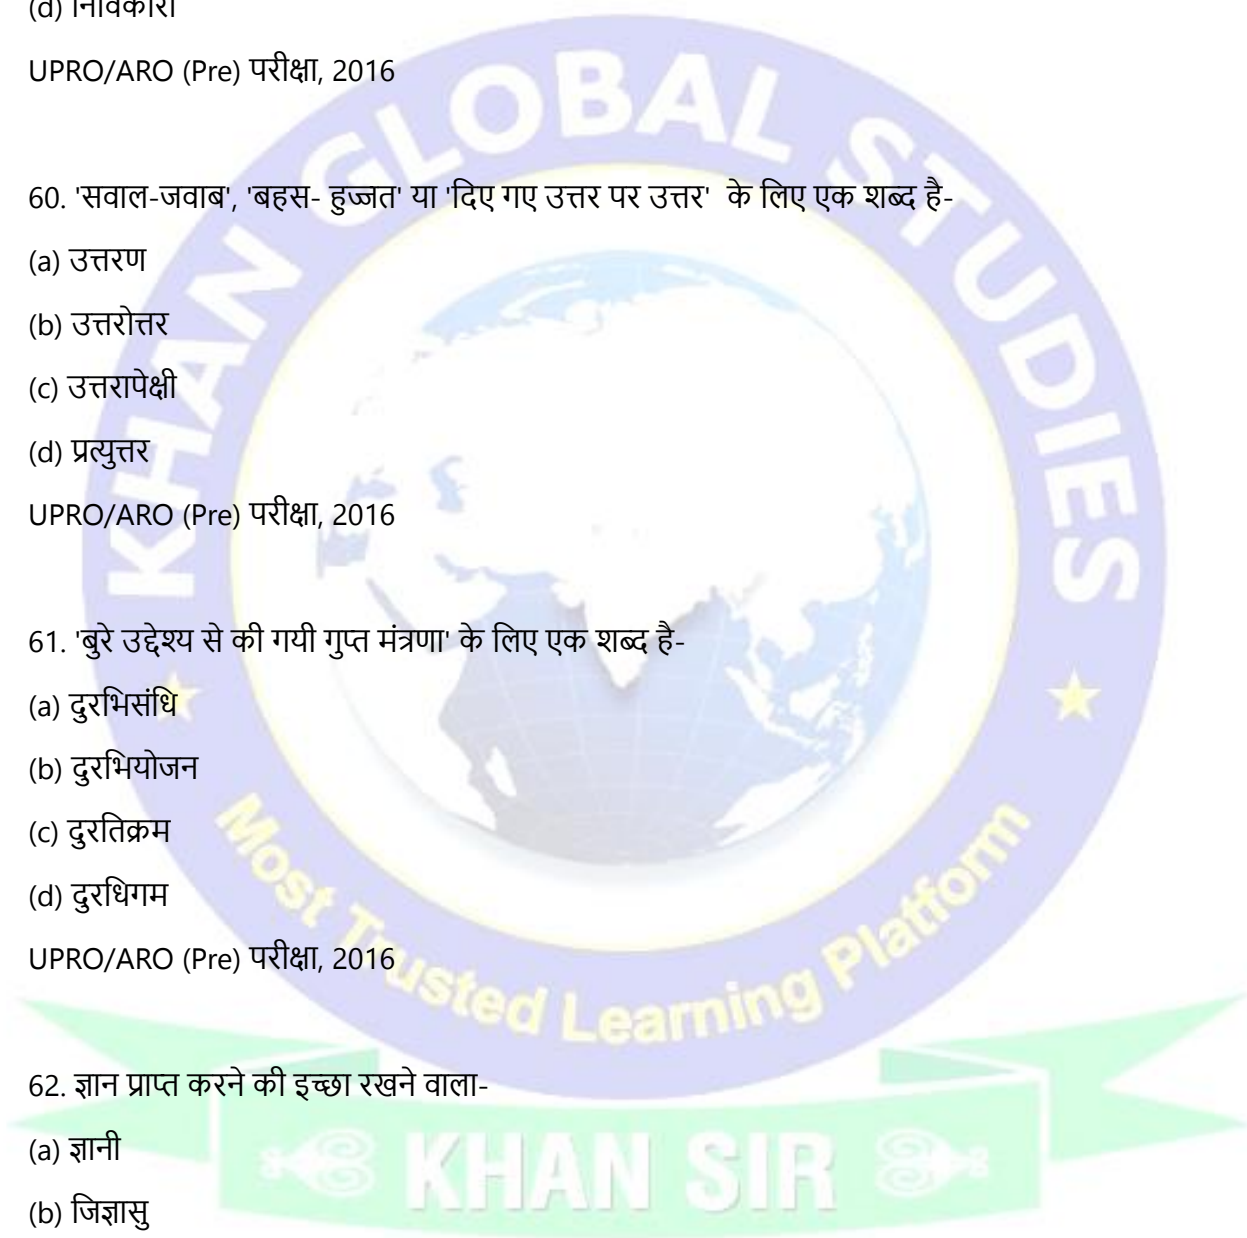 (d) निर्विकारी
UPRO/ARO (Pre) परीक्षा, 2016
60. 'सवाल-जवाब', 'बहस- हुज्जत' या 'दिए गए उत्तर पर उत्तर' के लिए एक शब्द है-
(a) उत्तरण
(b) उत्तरोत्तर
(c) उत्तरापेक्षी
(d) प्रत्युत्तर
UPRO/ARO (Pre) परीक्षा, 2016
61. 'बुरे उद्देश्य से की गयी गुप्त मंत्रणा' के लिए एक शब्द है-
(a) दुरभिसंधि
(b) दुरभियोजन
(c) दुरतिक्रम
(d) दुरधिगम
UPRO/ARO (Pre) परीक्षा, 2016
62. ज्ञान प्राप्त करने की इच्छा रखने वाला-
(a) ज्ञानी
(b) जिज्ञासु
KHAN GLOBAL STUDIES
Most Trusted Learning Platform
KHAN SIR